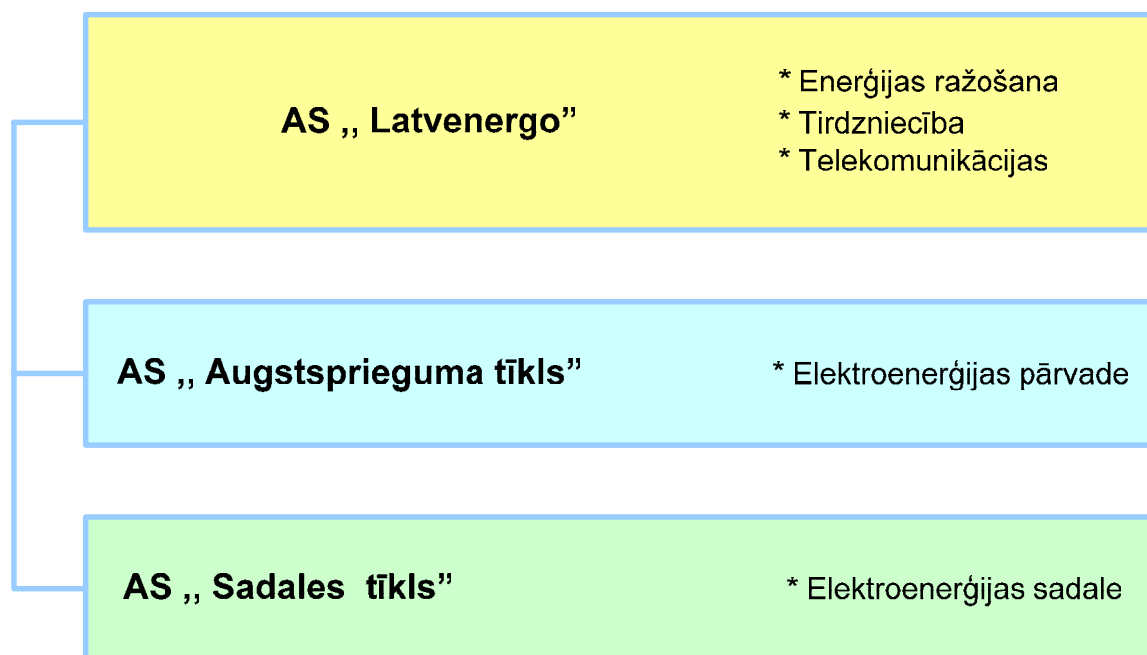 AS ,, Latvenergo”
* Enerģijas ražošana
* Tirdzniecība
* Telekomunikācijas
AS ,, Augstsprieguma tīkls”
* Elektroenerģijas pārvade
AS ,, Sadales  tīkls”
* Elektroenerģijas sadale